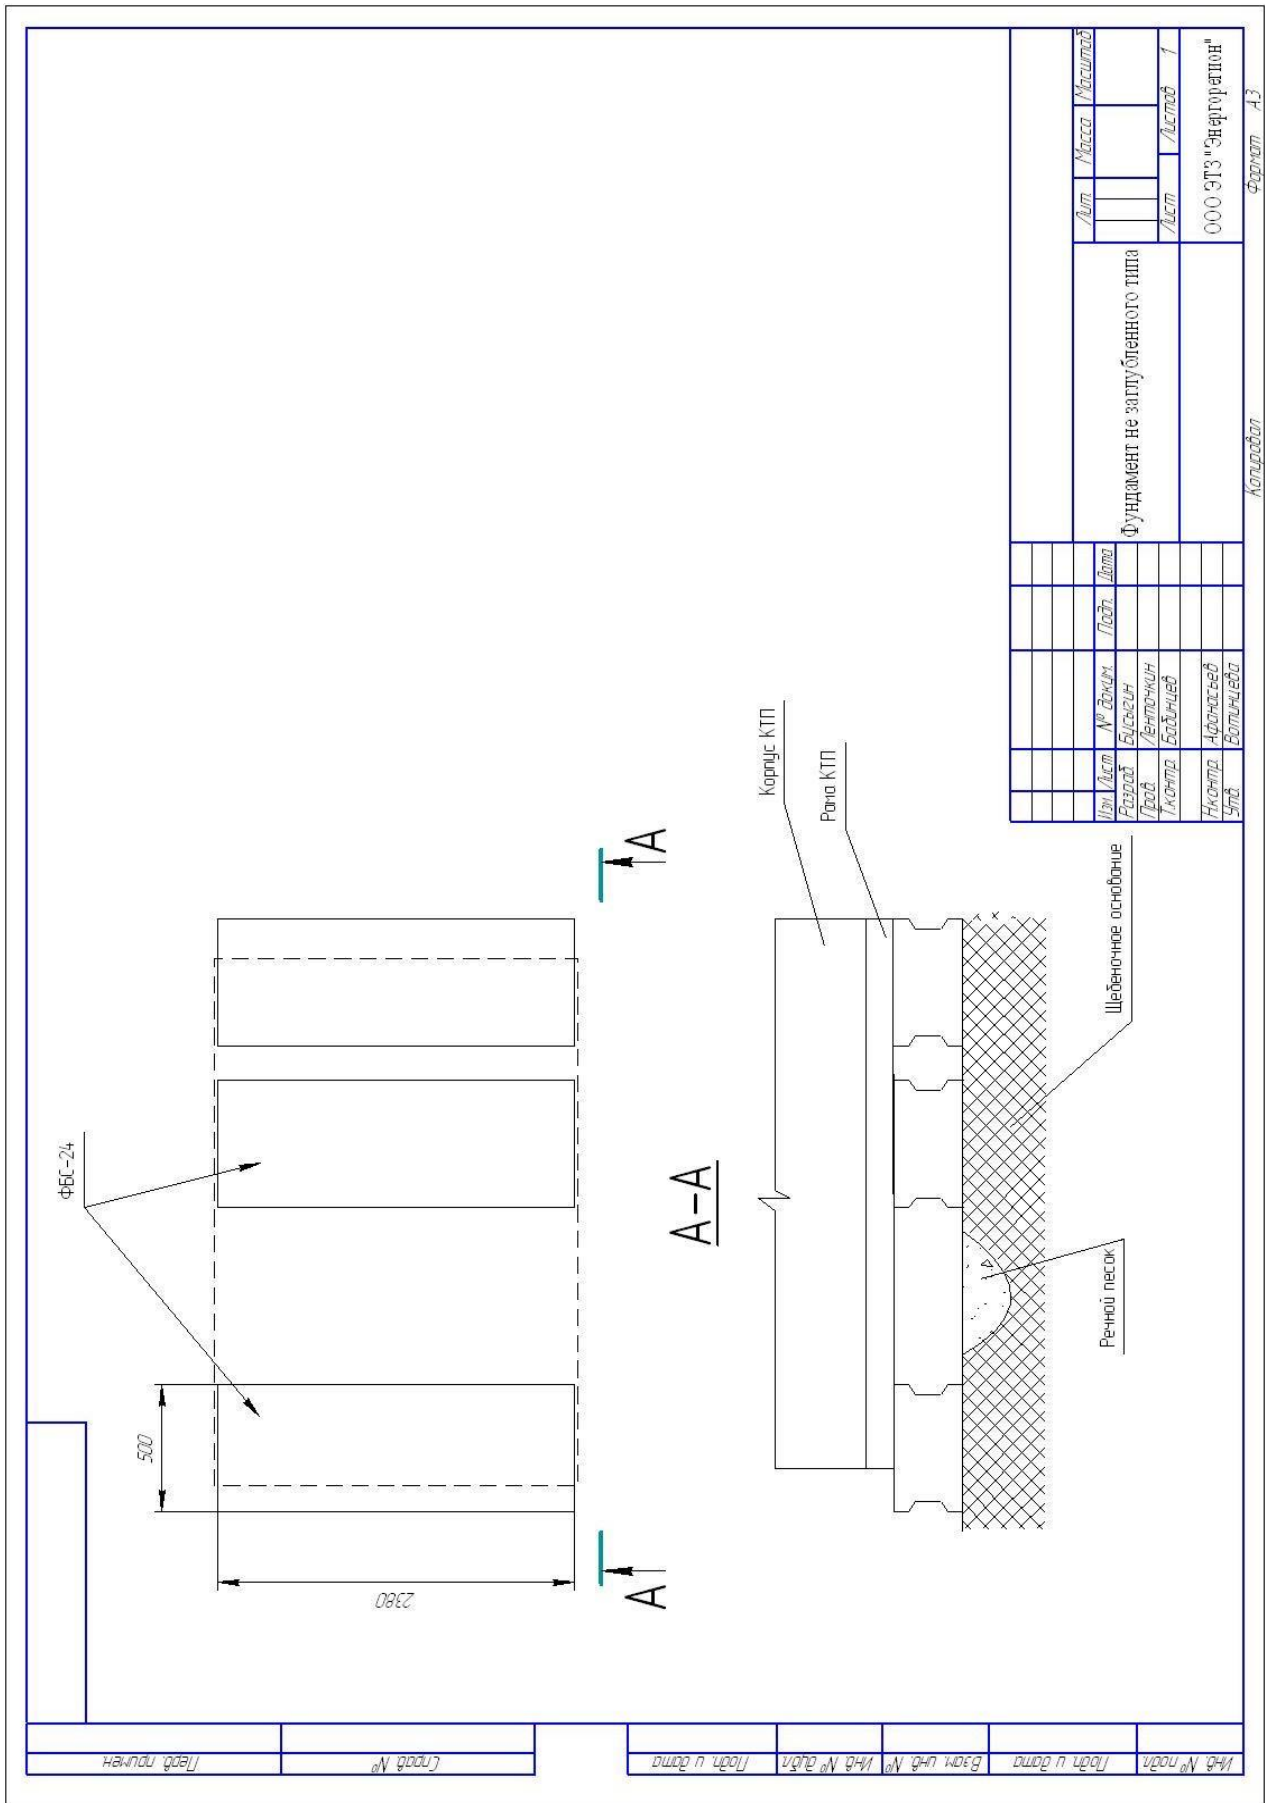 ФБС-24
500
2380
А
А
А-А
Корпус КТП
Рама КТП
Щебеночное основание
Речной песок
Перв. примен.
Справ. №
Подп. и дата
Инв. № дубл.
Взам. инв. №
Подп. и дата
Инв. № подл.
Изм. Лист № докум. Подп. Дата
Разраб. Бусыгин
Пров. Ленточкин
Т.контр. Бабинцев
Н.контр. Афанасьев
Утв. Вотинцева
Фундамент не заглубленного типа
Лит. Масса Масштаб
Лист Листов 1
ООО ЭТЗ "Энергорегион"
Копировал Формат А3